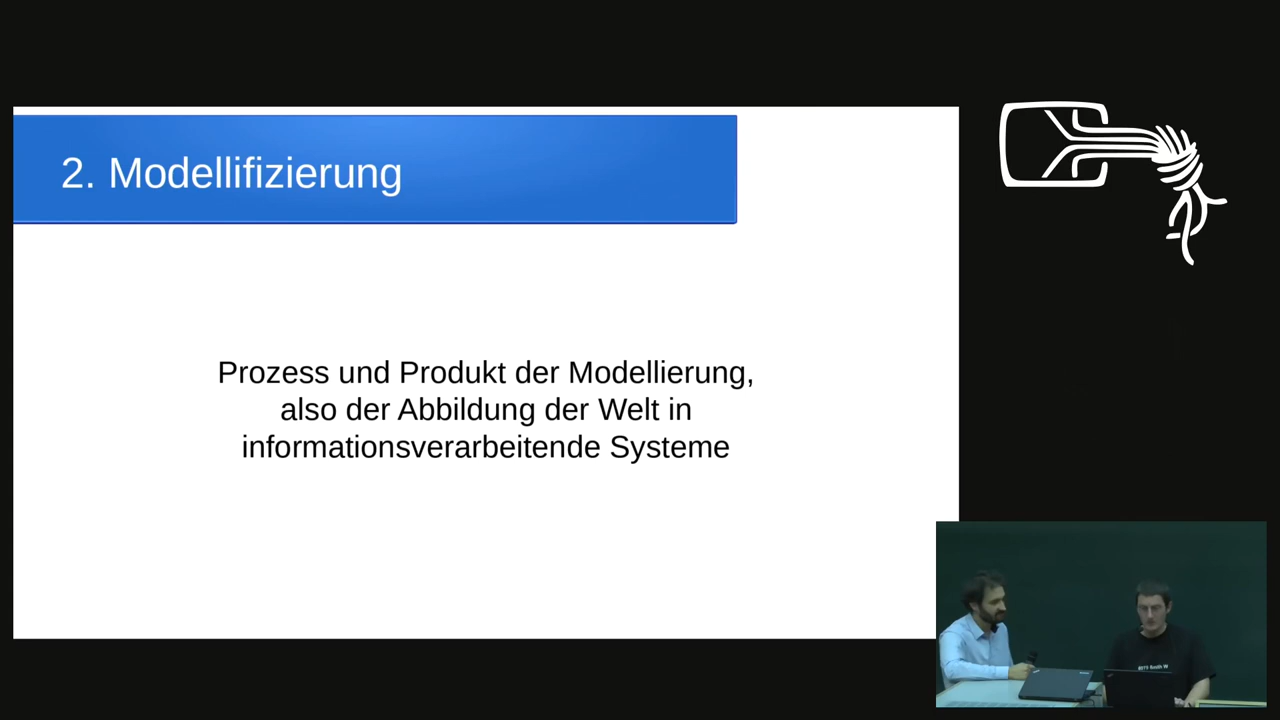 2. Modellifizierung
Prozess und Produkt der Modellierung,
also der Abbildung der Welt in
informationsverarbeitende Systeme